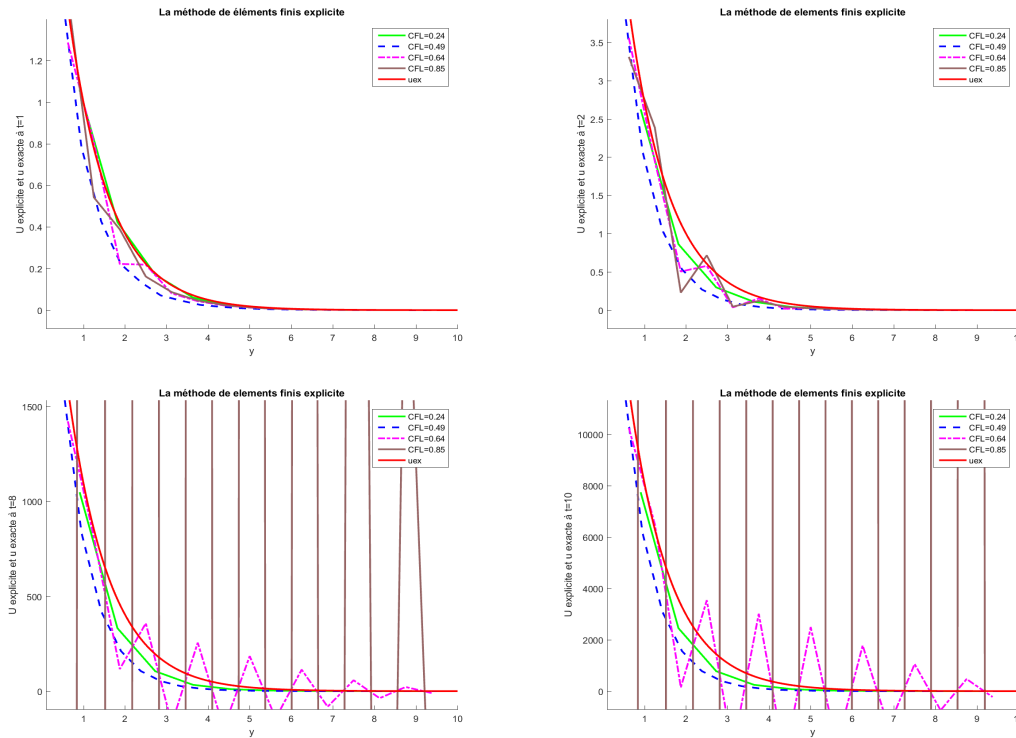 La méthode de éléments finis explicite
CFL=0.24
CFL=0.49
CFL=0.64
CFL=0.85
uex
U explicite et u exacte á t=1
1.2
1
0.8
0.6
0.4
0.2
0
1 2 3 4 5 6 7 8 9 10
y
La méthode de elements finis explicite
CFL=0.24
CFL=0.49
CFL=0.64
CFL=0.85
uex
U explicite et u exacte á t=2
3.5
3
2.5
2
1.5
1
0.5
0
1 2 3 4 5 6 7 8 9 1
y
La méthode de elements finis explicite
CFL=0.24
CFL=0.49
CFL=0.64
CFL=0.85
uex
U explicite et u exacte á t=8
1500
1000
500
0
1 2 3 4 5 6 7 8 9 10
y
La méthode de elements finis explicite
CFL=0.24
CFL=0.49
CFL=0.64
CFL=0.85
uex
U explicite et u exacte á t=10
10000
8000
6000
4000
2000
0
1 2 3 4 5 6 7 8 9 1
y